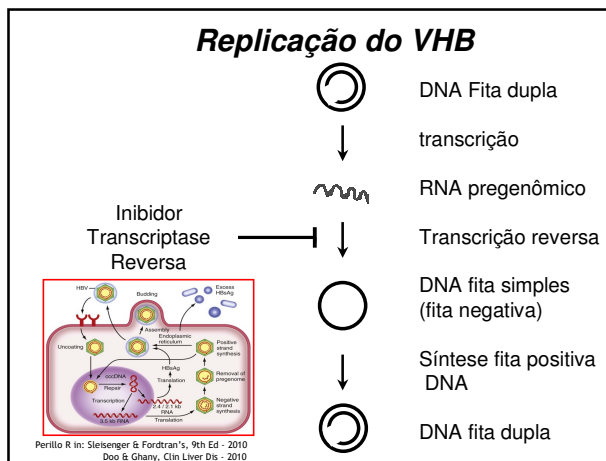 Replicação do VHB
DNA Fita dupla
transcrição
RNA pregenômico
Inibidor
Transcriptase
Reversa
Transcrição reversa
DNA fita simples
(fita negativa)
Síntese fita positiva
DNA
DNA fita dupla
HBV
Budding
Excess
HBsAg
Assembly
Endoplasmic
reticulum
Uncoating
Positive
strand
synthesis
HBsAg
Translation
cccDNA
Repair
Removal of
pregenome
Transcription
2.4 / 2.1 kb
RNA
Translation
3.5 kb RNA
Negative
strand
synthesis
Perillo R in: Sleisenger & Fordtran's, 9th Ed - 2010
Doo & Ghany, Clin Liver Dis - 2010